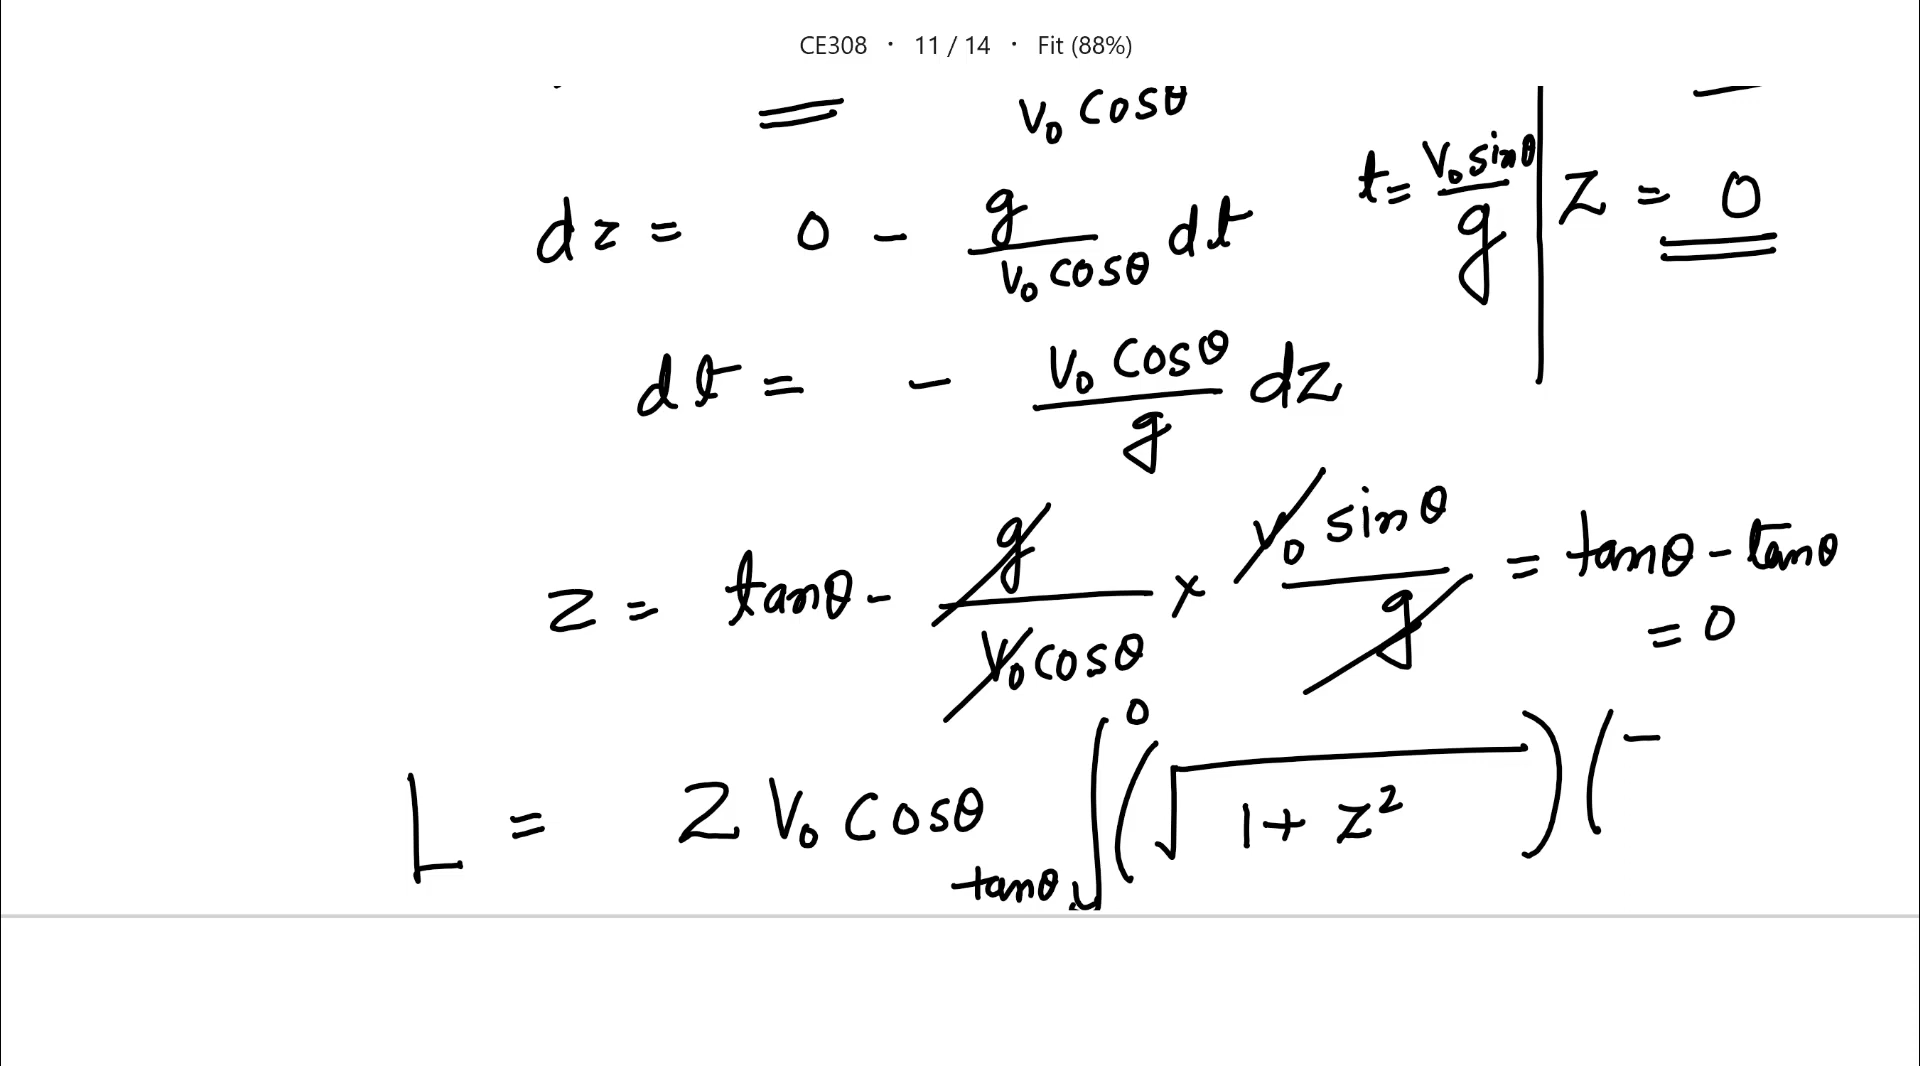 CE308 · 11 / 14 · Fit (88%)
v₀ cosθ
dz = 0 - g/(v₀ cosθ) dt
t = v₀ sinθ/g | z = 0
dt = - (v₀ cosθ/g) dz
z = tanθ - g/(v₀ cosθ) × v₀ sinθ/g = tanθ - tanθ
= 0
L = 2 v₀ cosθ ∫_{tanθ}^{0} (√(1 + z²)) ( -